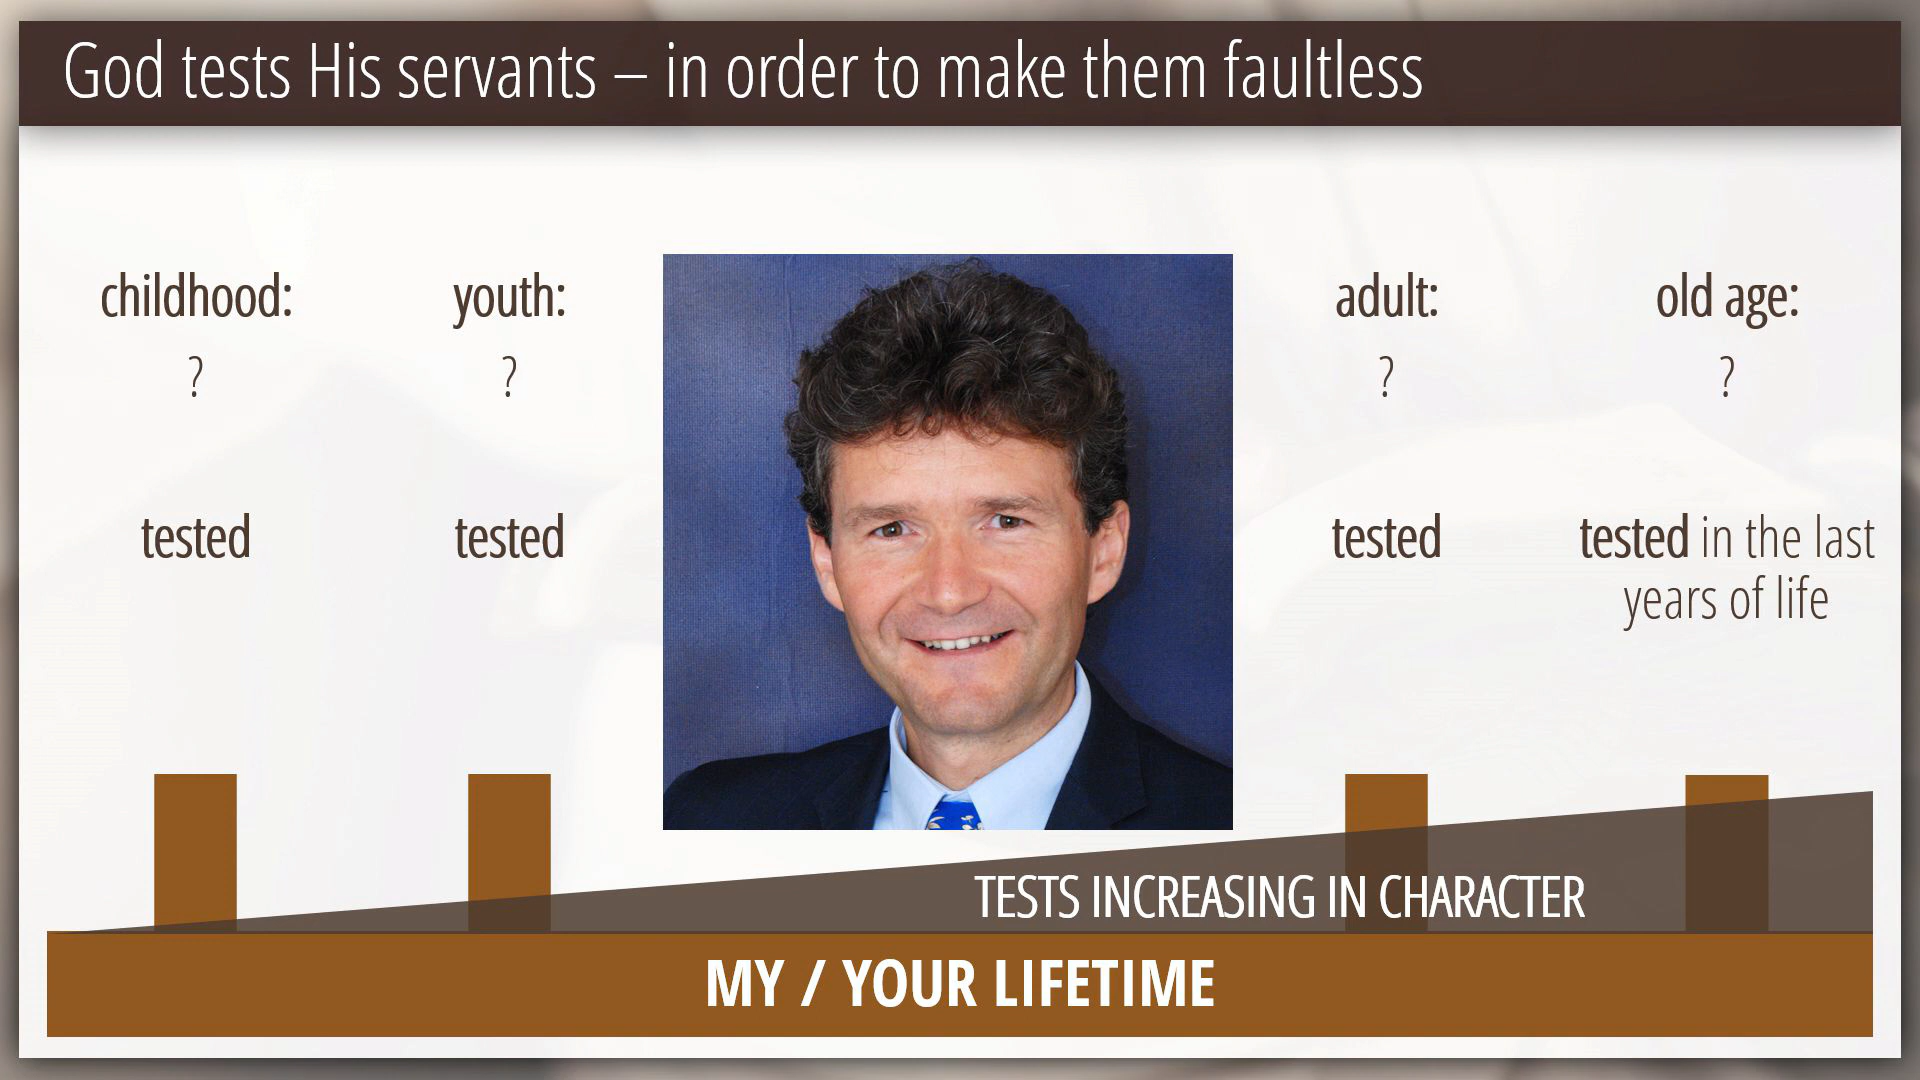 God tests His servants – in order to make them faultless
childhood:
?
tested
youth:
?
tested
adult:
?
tested
old age:
?
tested in the last
years of life
TESTS INCREASING IN CHARACTER
MY / YOUR LIFETIME